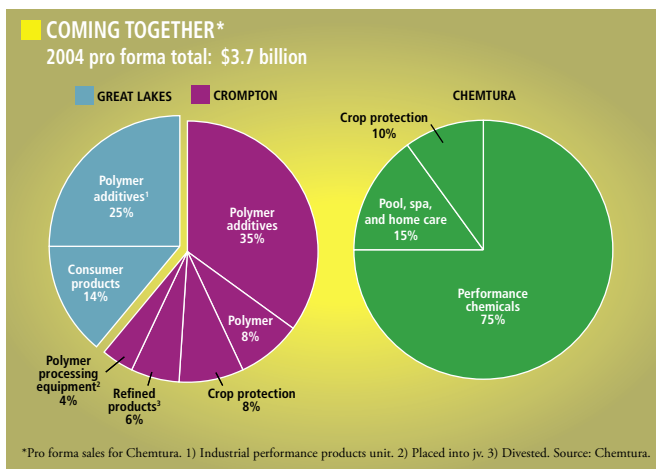 COMING TOGETHER*
2004 pro forma total: $3.7 billion
GREAT LAKES
CROMPTON
CHEMTURA
Polymer
additives¹
25%
Consumer
products
14%
Polymer
additives
35%
Polymer
8%
Crop protection
8%
Refined
products³
6%
Polymer
processing
equipment²
4%
Crop protection
10%
Pool, spa,
and home care
15%
Performance
chemicals
75%
*Pro forma sales for Chemtura. 1) Industrial performance products unit. 2) Placed into jv. 3) Divested. Source: Chemtura.